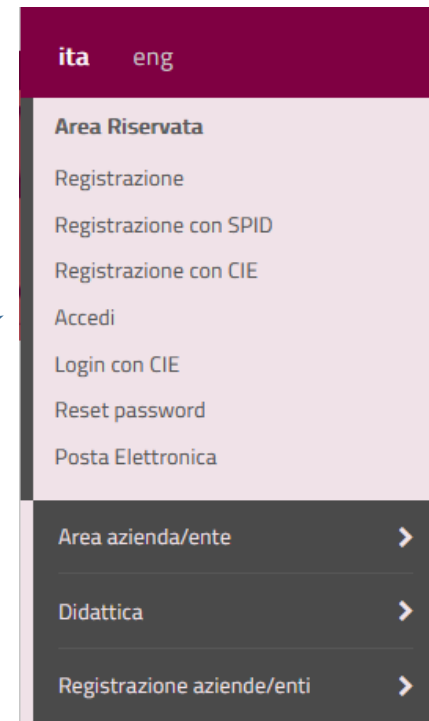 ita eng
Area Riservata
Registrazione
Registrazione con SPID
Registrazione con CIE
Accedi
Login con CIE
Reset password
Posta Elettronica
Area azienda/ente
Didattica
Registrazione aziende/enti